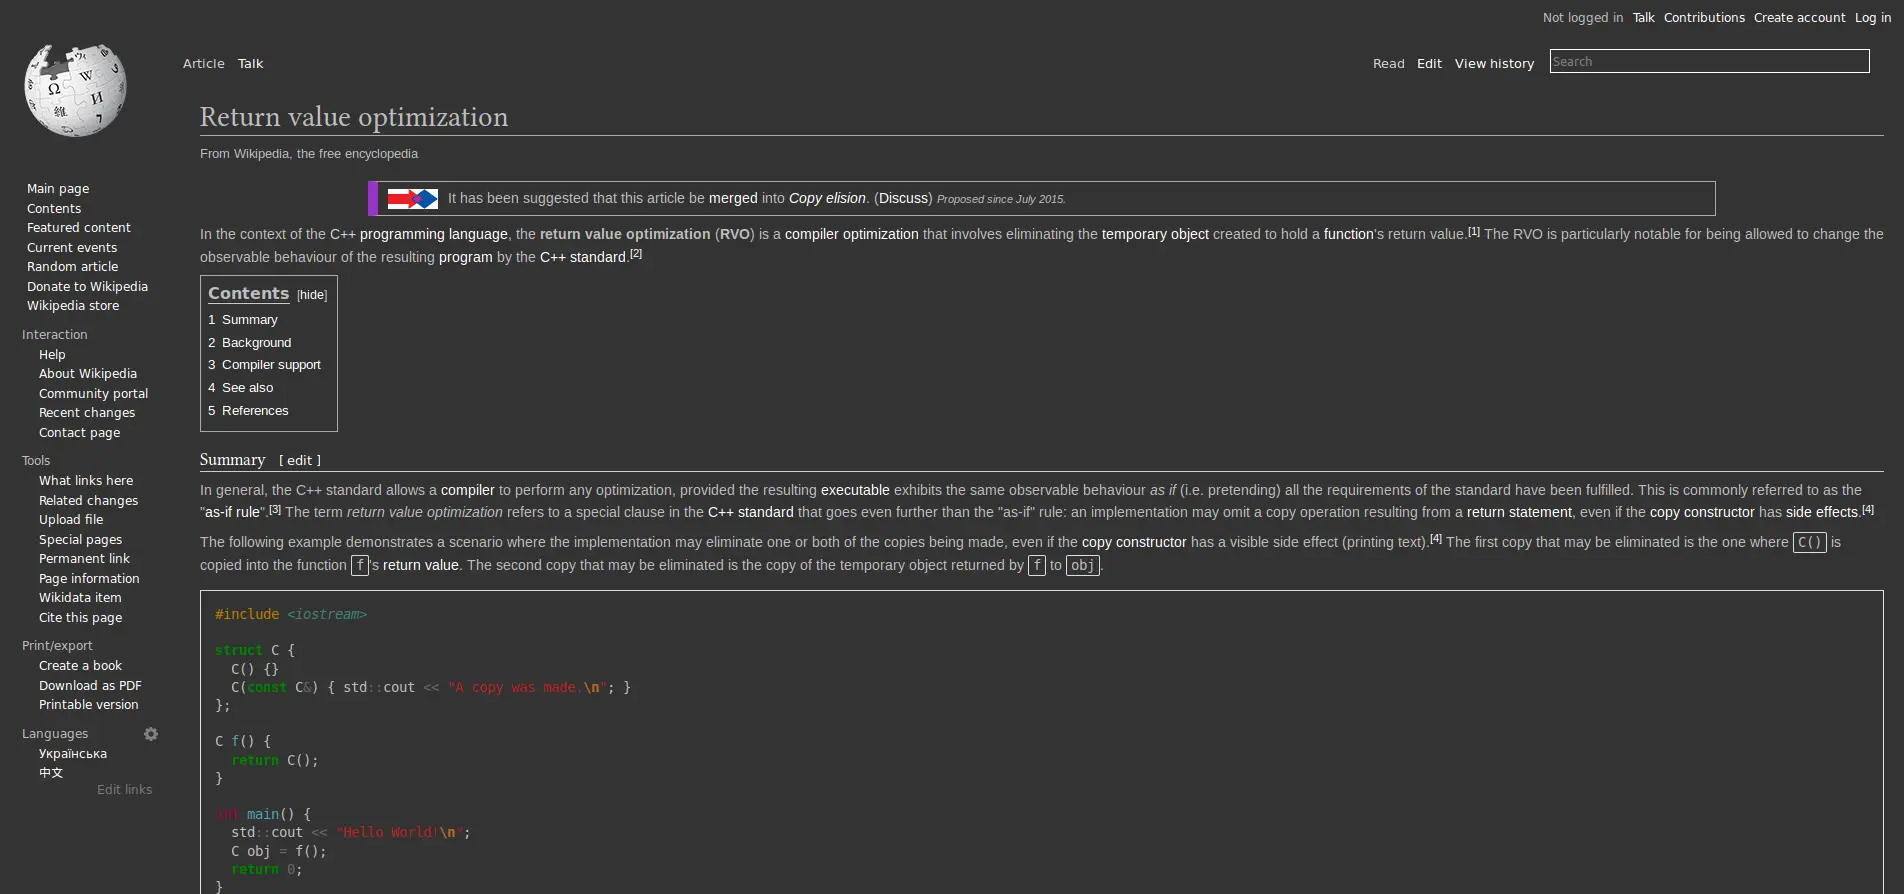 Not logged in Talk Contributions Create account Log in
Article Talk
Read Edit View history Search
Return value optimization
From Wikipedia, the free encyclopedia
Main page
Contents
Featured content
Current events
Random article
Donate to Wikipedia
Wikipedia store
Interaction
Help
About Wikipedia
Community portal
Recent changes
Contact page
Tools
What links here
Related changes
Upload file
Special pages
Permanent link
Page information
Wikidata item
Cite this page
Print/export
Create a book
Download as PDF
Printable version
Languages
Українська
中文
Edit links
It has been suggested that this article be merged into Copy elision. (Discuss) Proposed since July 2015.
In the context of the C++ programming language, the return value optimization (RVO) is a compiler optimization that involves eliminating the temporary object created to hold a function's return value.[1] The RVO is particularly notable for being allowed to change the
observable behaviour of the resulting program by the C++ standard.[2]
Contents [hide]
1 Summary
2 Background
3 Compiler support
4 See also
5 References
Summary [ edit ]
In general, the C++ standard allows a compiler to perform any optimization, provided the resulting executable exhibits the same observable behaviour as if (i.e. pretending) all the requirements of the standard have been fulfilled. This is commonly referred to as the
"as-if rule".[3] The term return value optimization refers to a special clause in the C++ standard that goes even further than the "as-if" rule: an implementation may omit a copy operation resulting from a return statement, even if the copy constructor has side effects.[4]
The following example demonstrates a scenario where the implementation may eliminate one or both of the copies being made, even if the copy constructor has a visible side effect (printing text).[4] The first copy that may be eliminated is the one where C() is
copied into the function f's return value. The second copy that may be eliminated is the copy of the temporary object returned by f to obj.
#include <iostream>
struct C {
  C() {}
  C(const C&) { std::cout << "A copy was made.\n"; }
};
C f() {
  return C();
}
int main() {
  std::cout << "Hello World!\n";
  C obj = f();
  return 0;
}